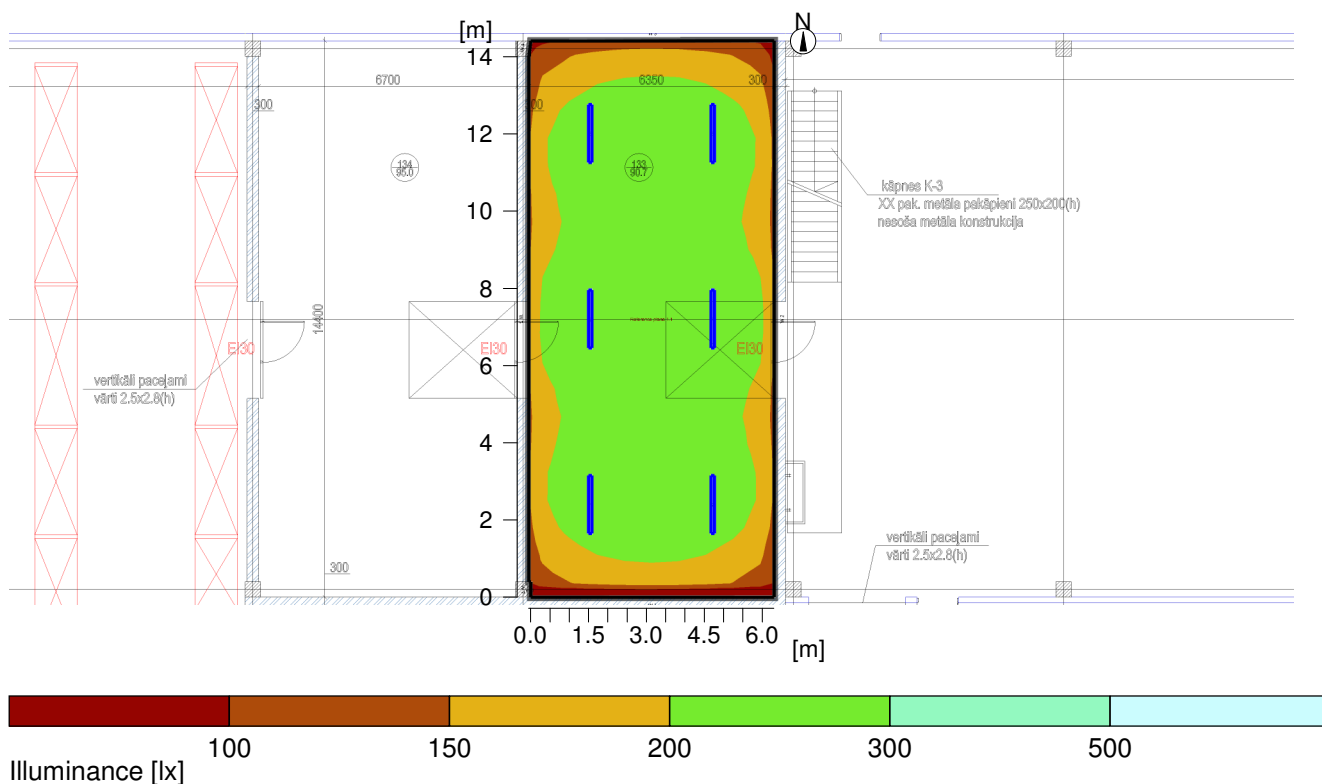 [m]
N
14
12
10
8
6
4
2
0
6700
6350
300
300
300
134
95.0
133
90.7
kāpnes K-3
XX pak. metāla pakāpieni 250x200(h)
nesoša metāla konstrukcija
14400
EI30
EI30
EI30
vertikāli paceļami
vārti 2.5x2.8(h)
vertikāli paceļami
vārti 2.5x2.8(h)
300
0.0 1.5 3.0 4.5 6.0
[m]
100 150 200 300 500
Illuminance [lx]